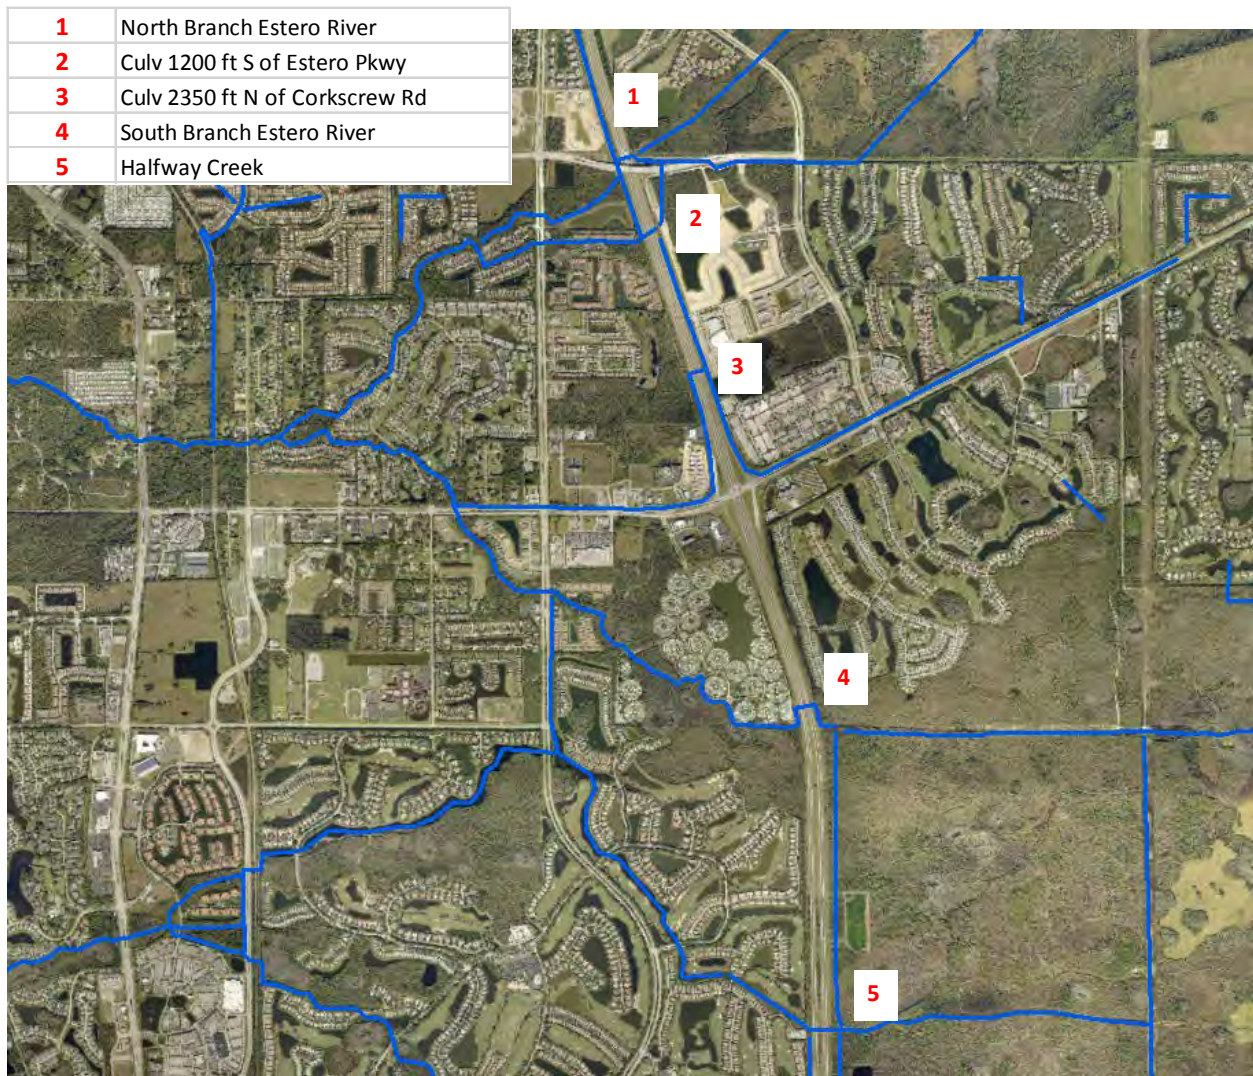 1 North Branch Estero River
2 Culv 1200 ft S of Estero Pkwy
3 Culv 2350 ft N of Corkscrew Rd
4 South Branch Estero River
5 Halfway Creek
1
2
3
4
5